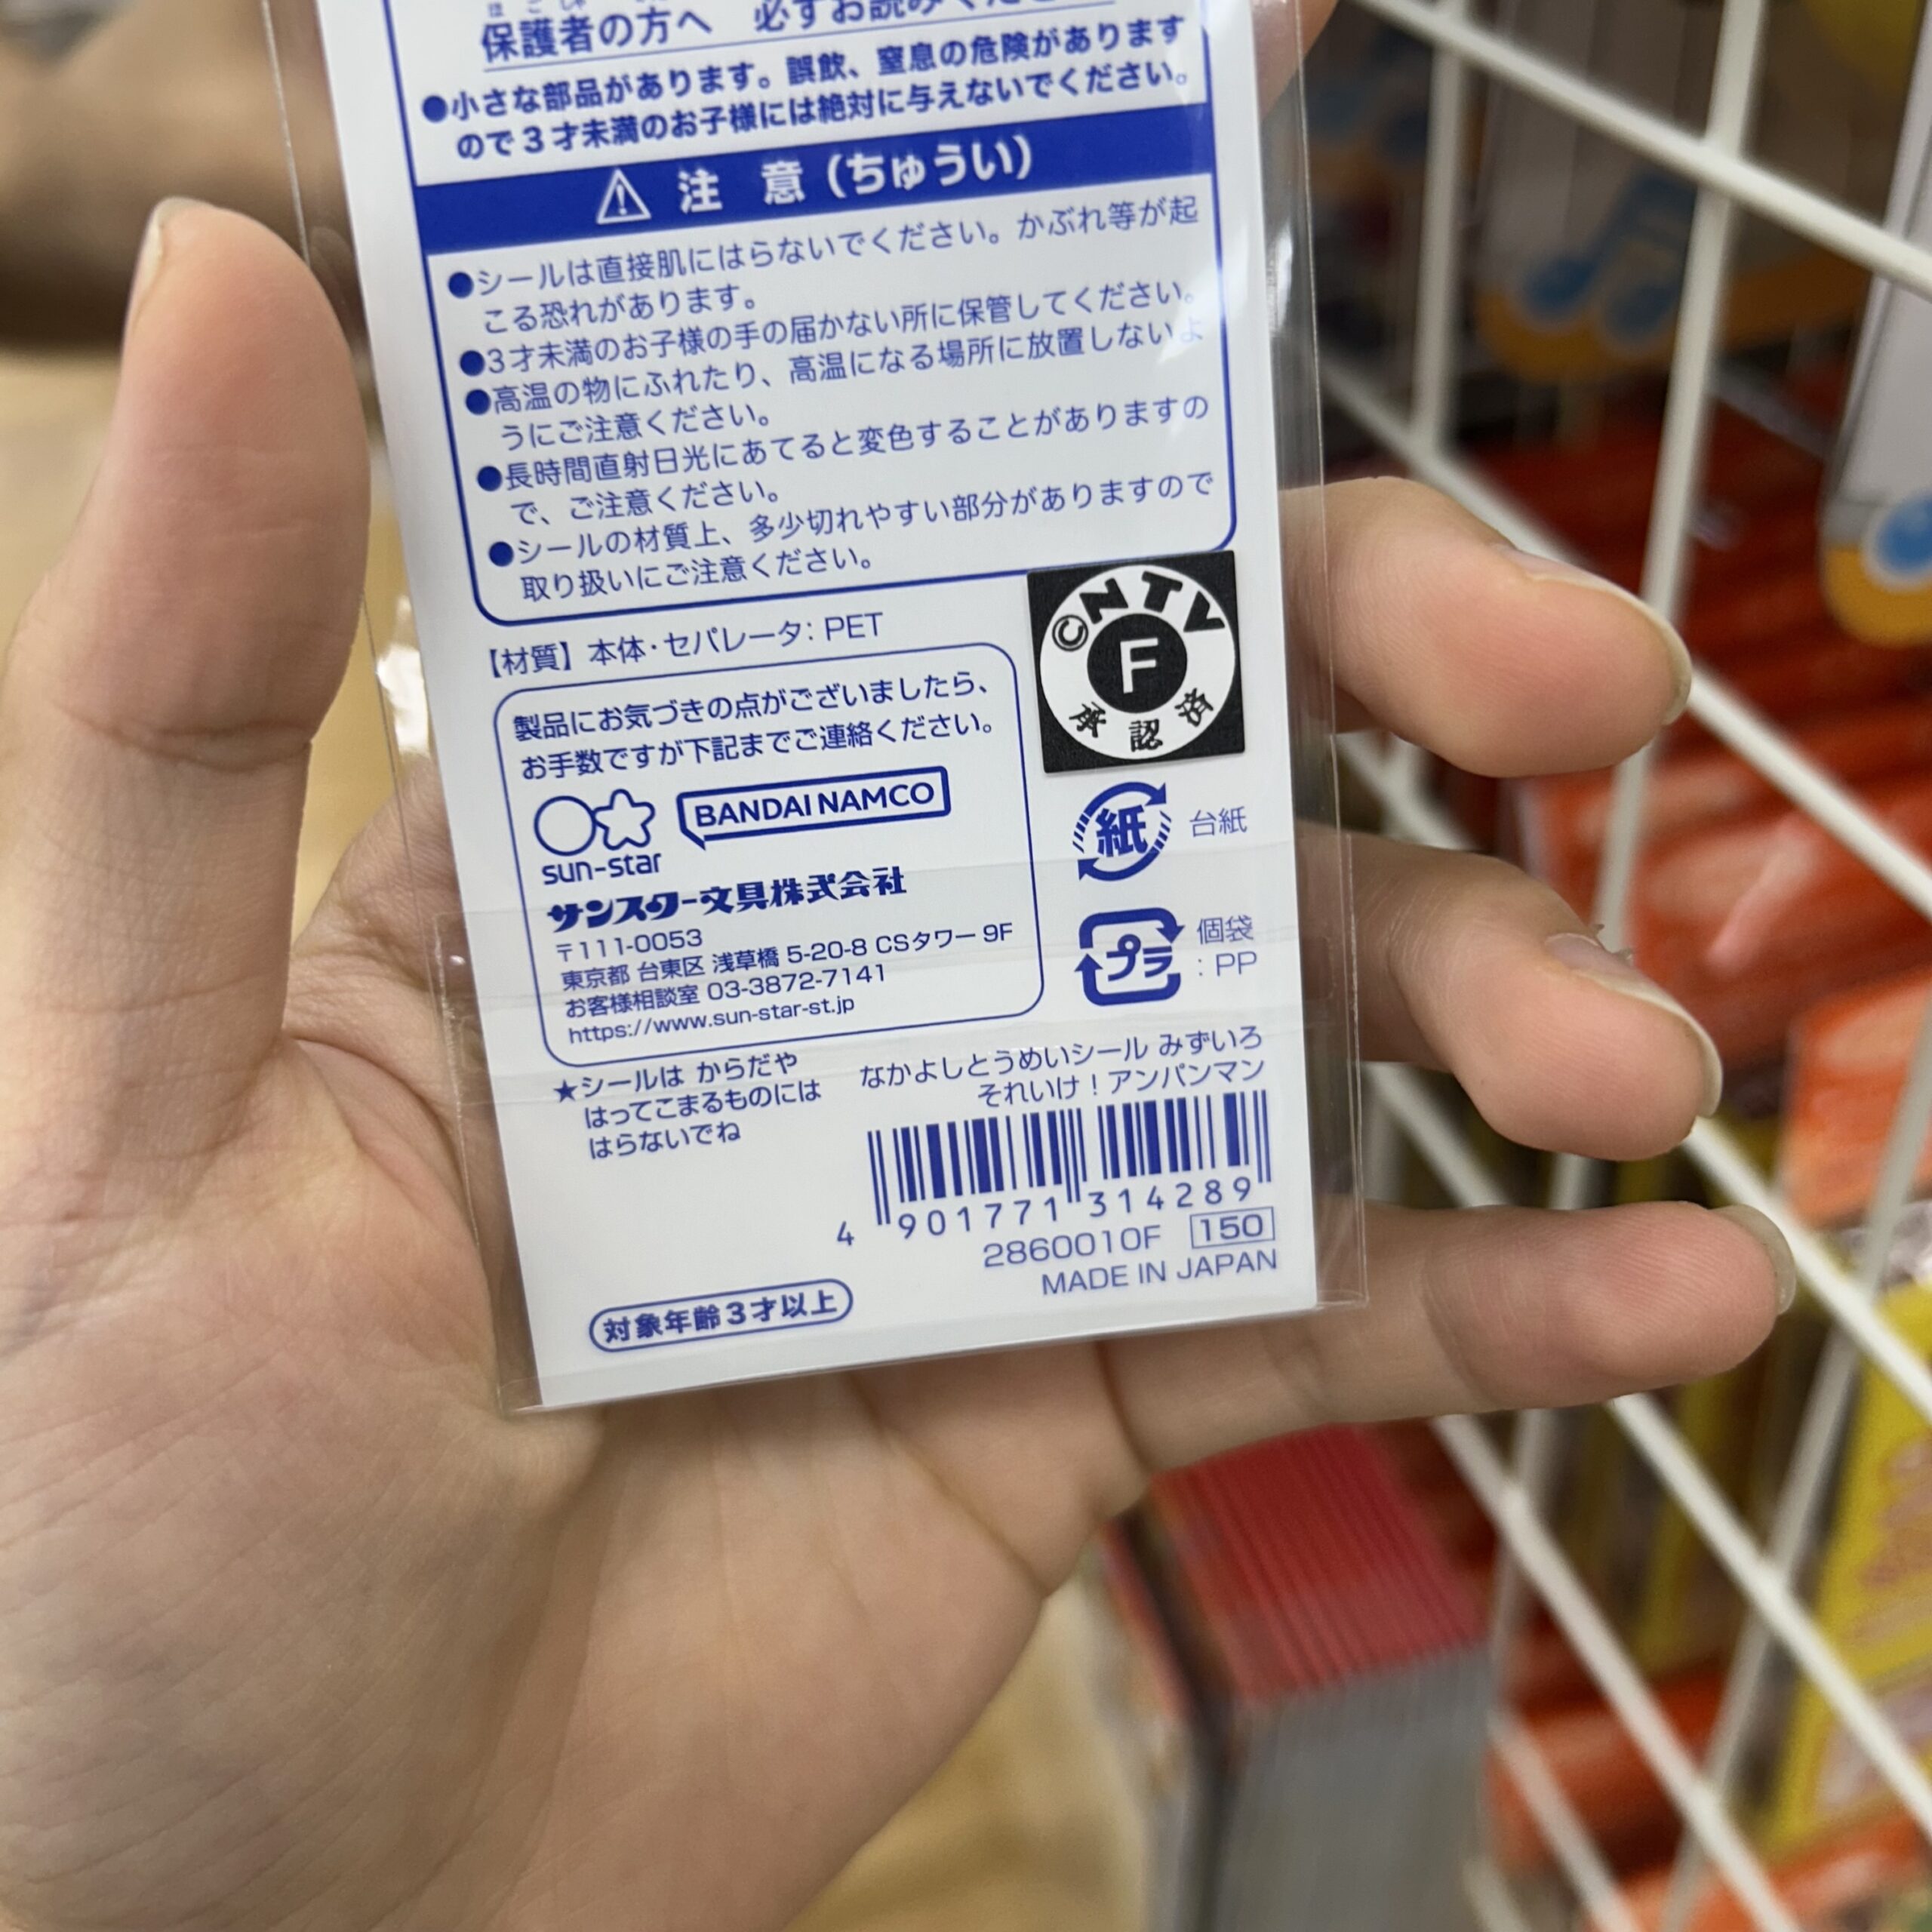 保護者の方へ 必ずお読みください
●小さな部品があります。誤飲、窒息の危険があります
ので3才未満のお子様には絶対に与えないでください。
注 意(ちゅうい)
●シールは直接肌にはらないでください。かぶれ等が起
こる恐れがあります。
●3才未満のお子様の手の届かない所に保管してください。
●高温の物にふれたり、高温になる場所に放置しないよ
うにご注意ください。
●長時間直射日光にあてると変色することがありますの
で、ご注意ください。
●シールの材質上、多少切れやすい部分がありますので
取り扱いにご注意ください。
【材質】本体・セパレータ: PET
©NTV
F
承認済
製品にお気づきの点がございましたら、
お手数ですが下記までご連絡ください。
sun-star
BANDAI NAMCO
サンスター文具株式会社
〒111-0053
東京都 台東区 浅草橋 5-20-8 CSタワー 9F
お客様相談室 03-3872-7141
https://www.sun-star-st.jp
紙 台紙
プラ 個袋
: PP
★シールは からだや
はってこまるものには
はらないでね
なかよしとうめいシール みずいろ
それいけ!アンパンマン
4 901771 314289
2860010F 150
MADE IN JAPAN
対象年齢3才以上